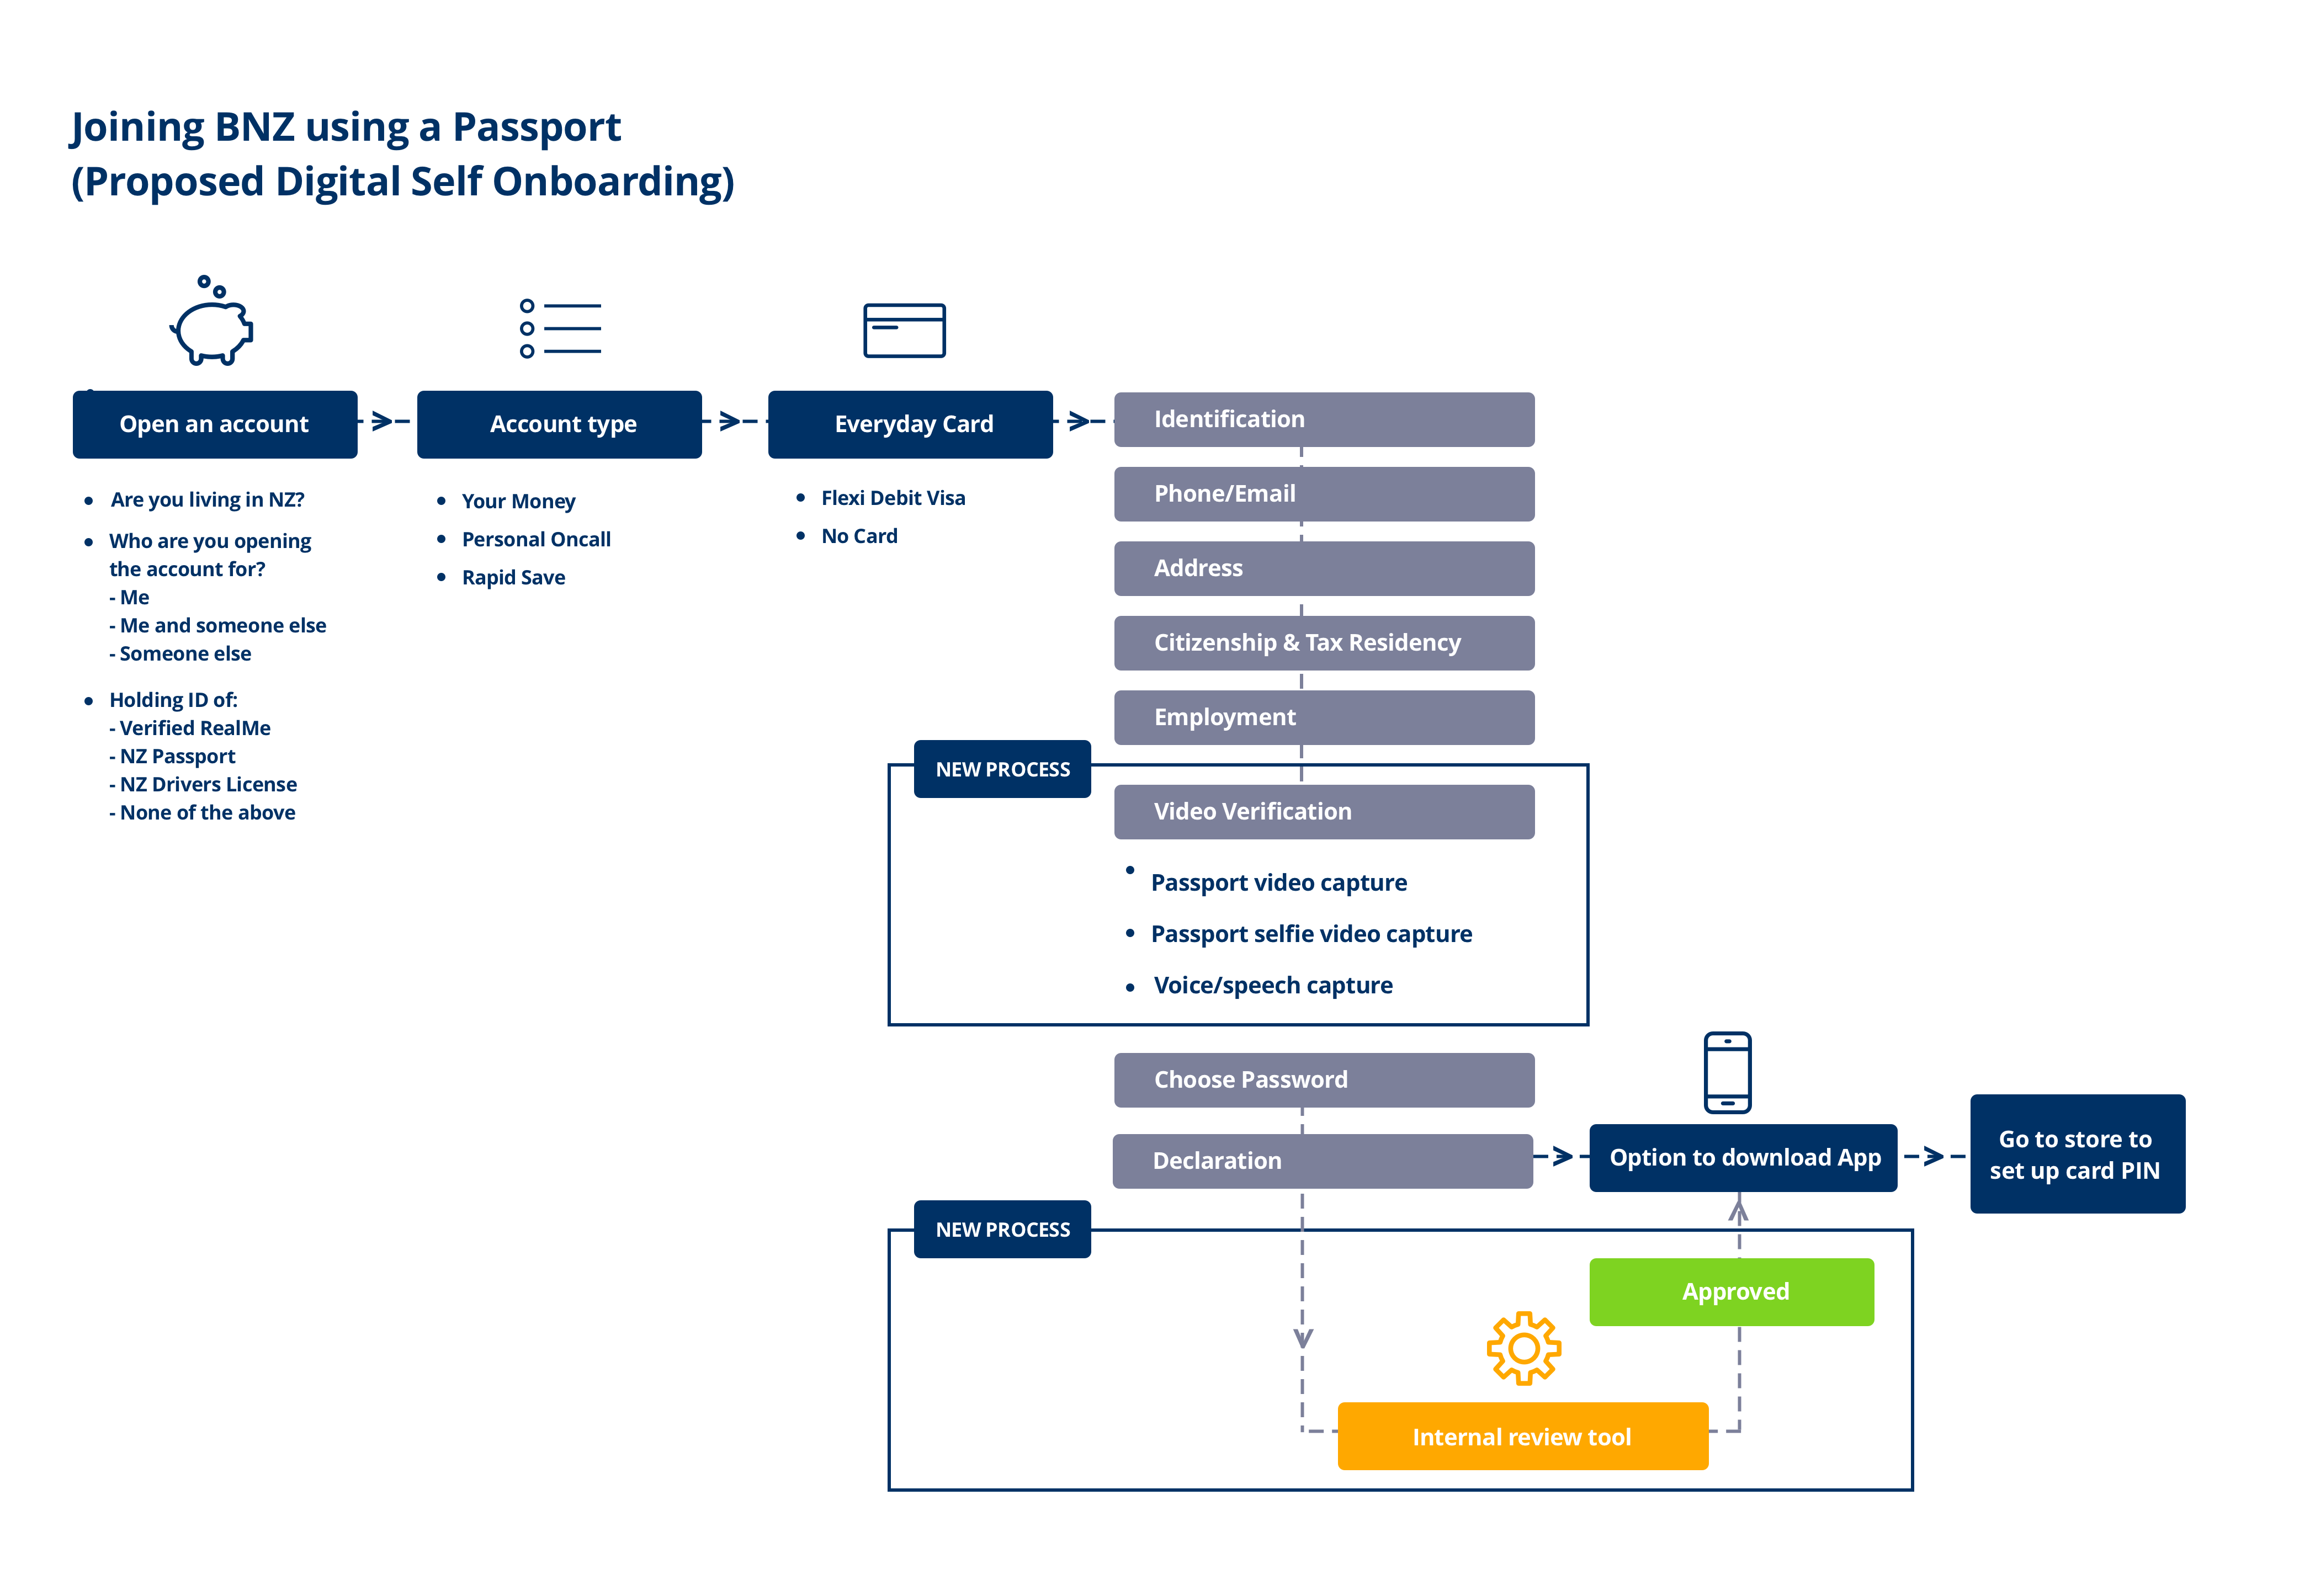 Joining BNZ using a Passport
(Proposed Digital Self Onboarding)
Open an account
Are you living in NZ?
Who are you opening
the account for?
- Me
- Me and someone else
- Someone else
Holding ID of:
- Verified RealMe
- NZ Passport
- NZ Drivers License
- None of the above
Account type
Your Money
Personal Oncall
Rapid Save
Everyday Card
Flexi Debit Visa
No Card
Identification
Phone/Email
Address
Citizenship & Tax Residency
Employment
NEW PROCESS
Video Verification
Passport video capture
Passport selfie video capture
Voice/speech capture
Choose Password
Declaration
Option to download App
Go to store to
set up card PIN
NEW PROCESS
Approved
Internal review tool